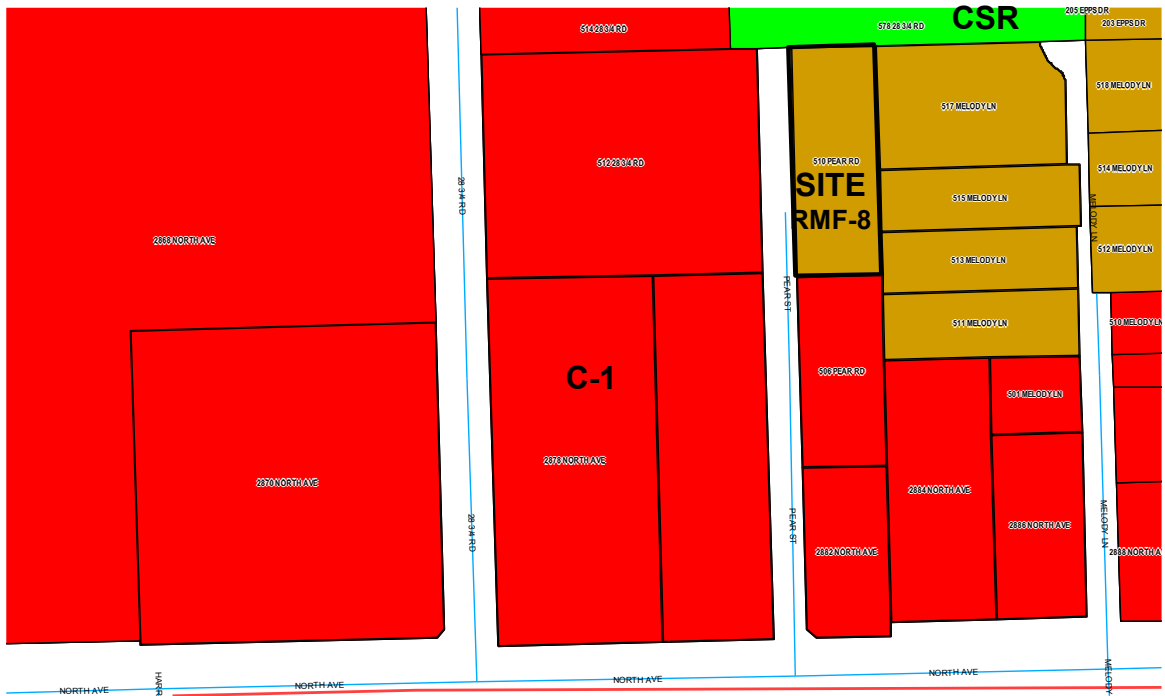 205 EPPS DR
CSR
203 EPPS DR
578 28 3/4 RD
514 28 3/4 RD
518 MELODY LN
517 MELODY LN
512 28 3/4 RD
510 PEAR RD
514 MELODY LN
SITE
28 3/4 RD
515 MELODY LN
MELODY LN
RMF-8
2868 NORTH AVE
512 MELODY LN
513 MELODY LN
PEAR ST
511 MELODY LN
510 MELODY LN
C-1
506 PEAR RD
501 MELODY LN
2878 NORTH AVE
2870 NORTH AVE
2884 NORTH AVE
28 3/4 RD
PEAR ST
MELODY LN
2886 NORTH AVE
2882 NORTH AVE
2888 NORTH A
NORTH AVE
HARR
NORTH AVE
NORTH AVE
NORTH AVE
MELODY